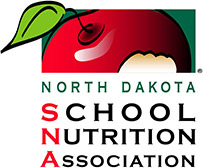 ®
NORTH DAKOTA
SCHOOL
NUTRITION
ASSOCIATION